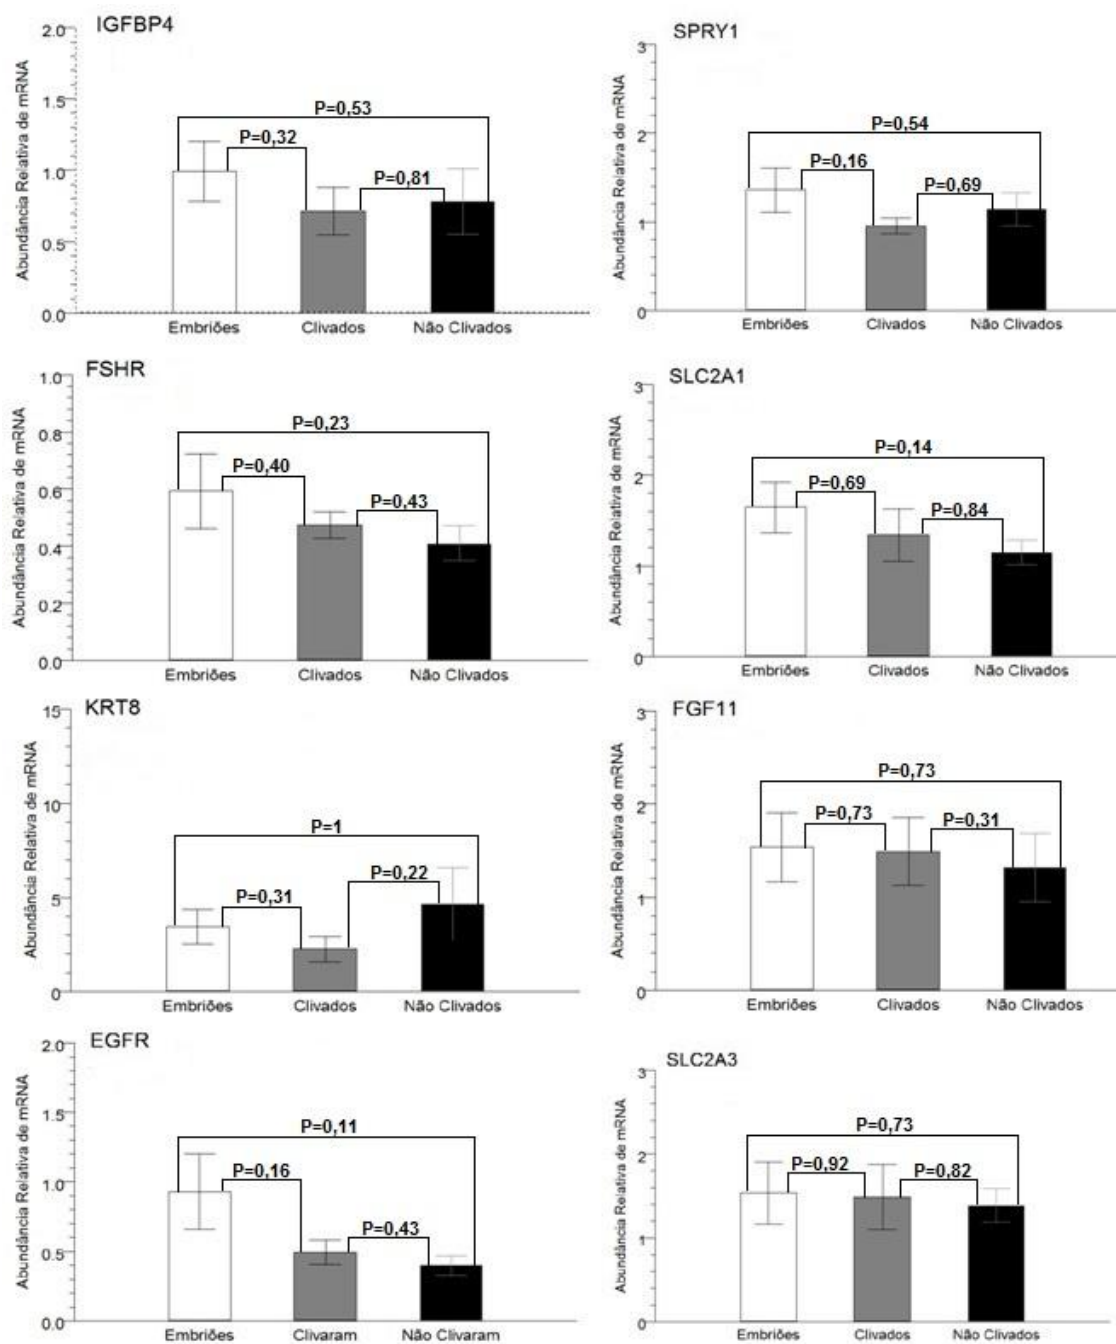 IGFBP4
Abundância Relativa de mRNA
2.0
1.5
1.0
0.5
0.0
P=0,53
P=0,32
P=0,81
Embriões Clivados Não Clivados
SPRY1
Abundância Relativa de mRNA
3
2
1
0
P=0,54
P=0,16
P=0,69
Embriões Clivados Não Clivados
FSHR
Abundância Relativa de mRNA
1.0
0.8
0.6
0.4
0.2
0.0
P=0,23
P=0,40
P=0,43
Embriões Clivados Não Clivados
SLC2A1
Abundância Relativa de mRNA
3
2
1
0
P=0,14
P=0,69
P=0,84
Embriões Clivados Não Clivados
KRT8
Abundância Relativa de mRNA
15
10
5
0
P=1
P=0,31
P=0,22
Embriões Clivados Não Clivados
FGF11
Abundância Relativa de mRNA
3
2
1
0
P=0,73
P=0,73
P=0,31
Embriões Clivados Não Clivados
EGFR
Abundância Relativa de mRNA
2.0
1.5
1.0
0.5
0.0
P=0,11
P=0,16
P=0,43
Embriões Clivaram Não Clivaram
SLC2A3
Abundância Relativa de mRNA
3
2
1
0
P=0,73
P=0,92
P=0,82
Embriões Clivados Não Clivados